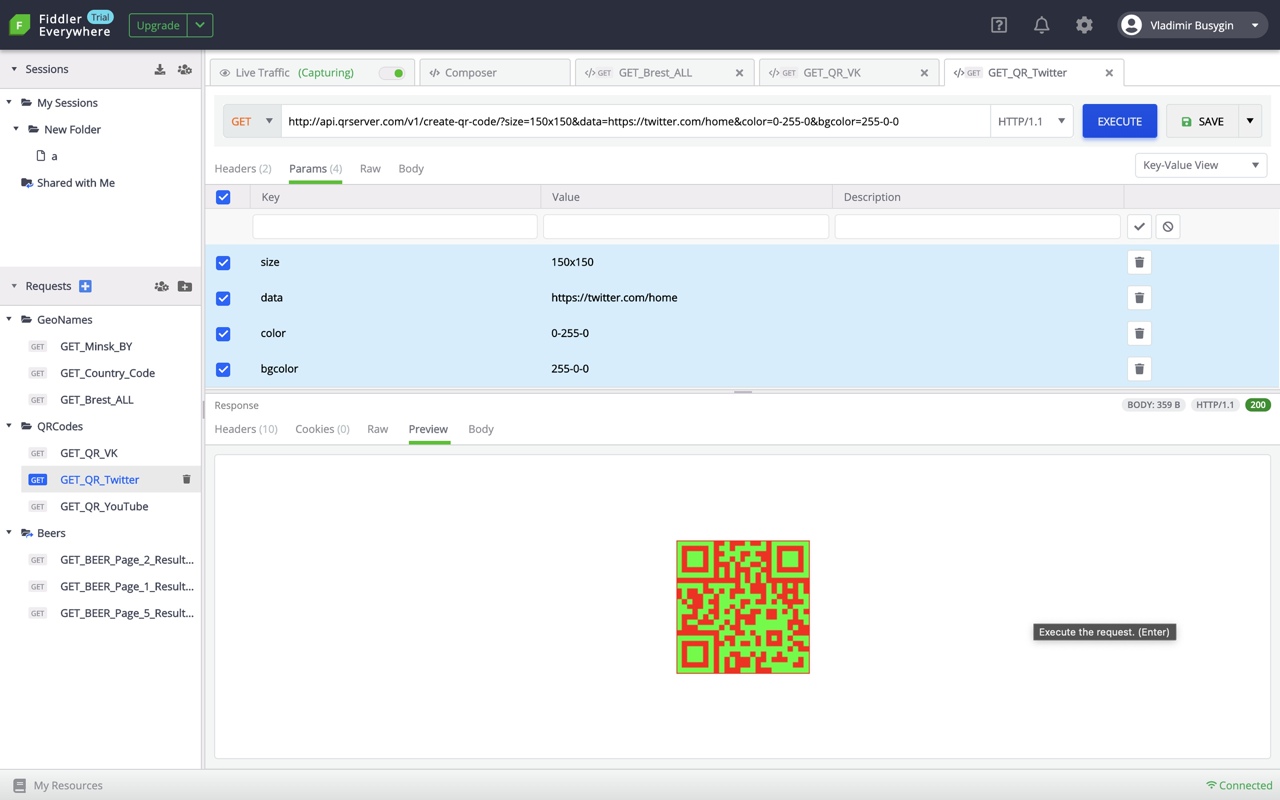 Fiddler Trial
Everywhere
Upgrade
Vladimir Busygin
Sessions
My Sessions
New Folder
a
Shared with Me
Requests
GeoNames
GET GET_Minsk_BY
GET GET_Country_Code
GET GET_Brest_ALL
QRCodes
GET GET_QR_VK
GET GET_QR_Twitter
GET GET_QR_YouTube
Beers
GET GET_BEER_Page_2_Result...
GET GET_BEER_Page_1_Result...
GET GET_BEER_Page_5_Result...
Live Traffic (Capturing)
</> Composer
</> GET GET_Brest_ALL
</> GET GET_QR_VK
</> GET GET_QR_Twitter
GET http://api.qrserver.com/v1/create-qr-code/?size=150x150&data=https://twitter.com/home&color=0-255-0&bgcolor=255-0-0 HTTP/1.1 EXECUTE SAVE
Headers (2) Params (4) Raw Body Key-Value View
Key Value Description
size 150x150
data https://twitter.com/home
color 0-255-0
bgcolor 255-0-0
Response BODY: 359 B HTTP/1.1 200
Headers (10) Cookies (0) Raw Preview Body
Execute the request. (Enter)
My Resources Connected